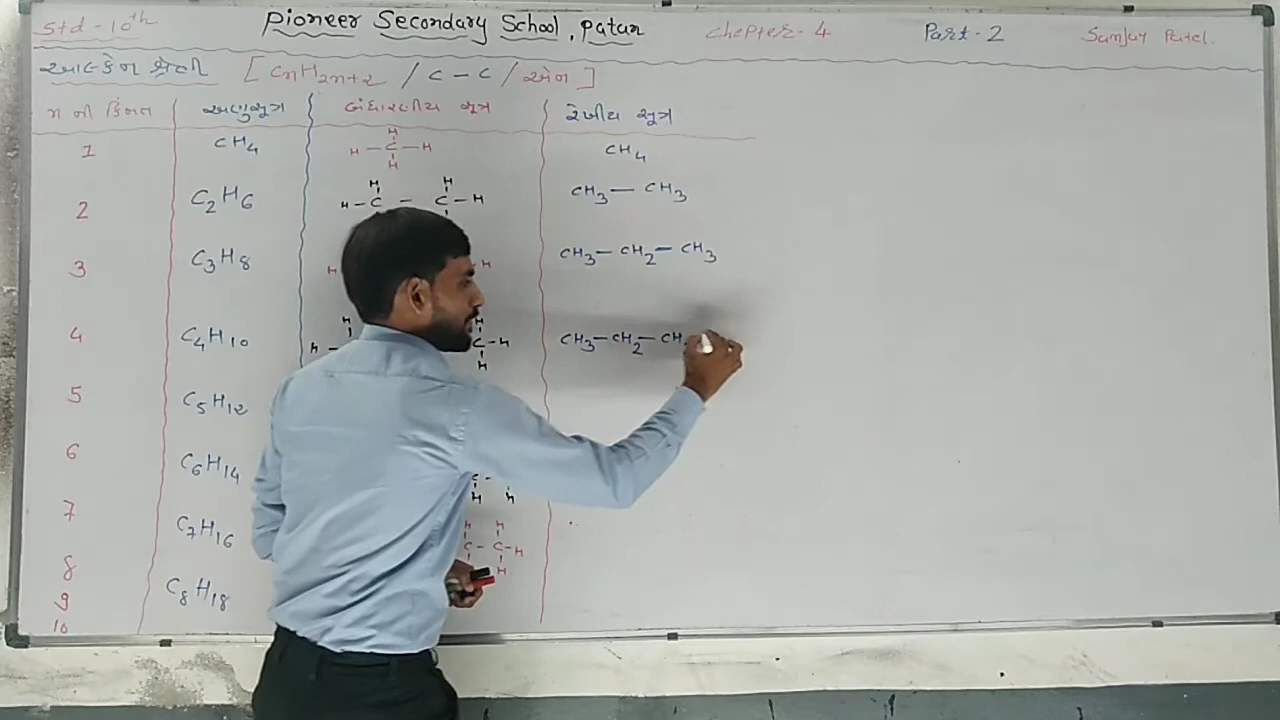 Std - 10th Pioneer Secondary School, Patan Chepter- 4 Part - 2 Sanjay Patel.
આલ્કેન શ્રેણી [ CnH2n+2 / C - C / એન ]
n ની કિંમત અણુસૂત્ર બંધારણીય સૂત્ર રેખીય સૂત્ર
1 CH4 H - C - H CH4
2 C2H6 H - C - C - H CH3 - CH3
3 C3H8 H H CH3 - CH2 - CH3
4 C4H10 H - C - H CH3 - CH2 - CH
5 C5H12
6 C6H14
7 C7H16 C - C - H
8 C8H18
9
10